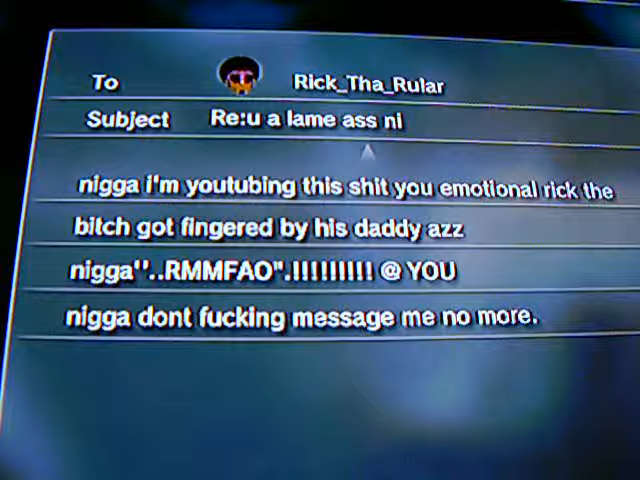 To Rick_Tha_Rular
Subject Re:u a lame ass ni
nigga i'm youtubing this shit you emotional rick the
bitch got fingered by his daddy azz
nigga"..RMMFAO".!!!!!!!!! @ YOU
nigga dont fucking message me no more.